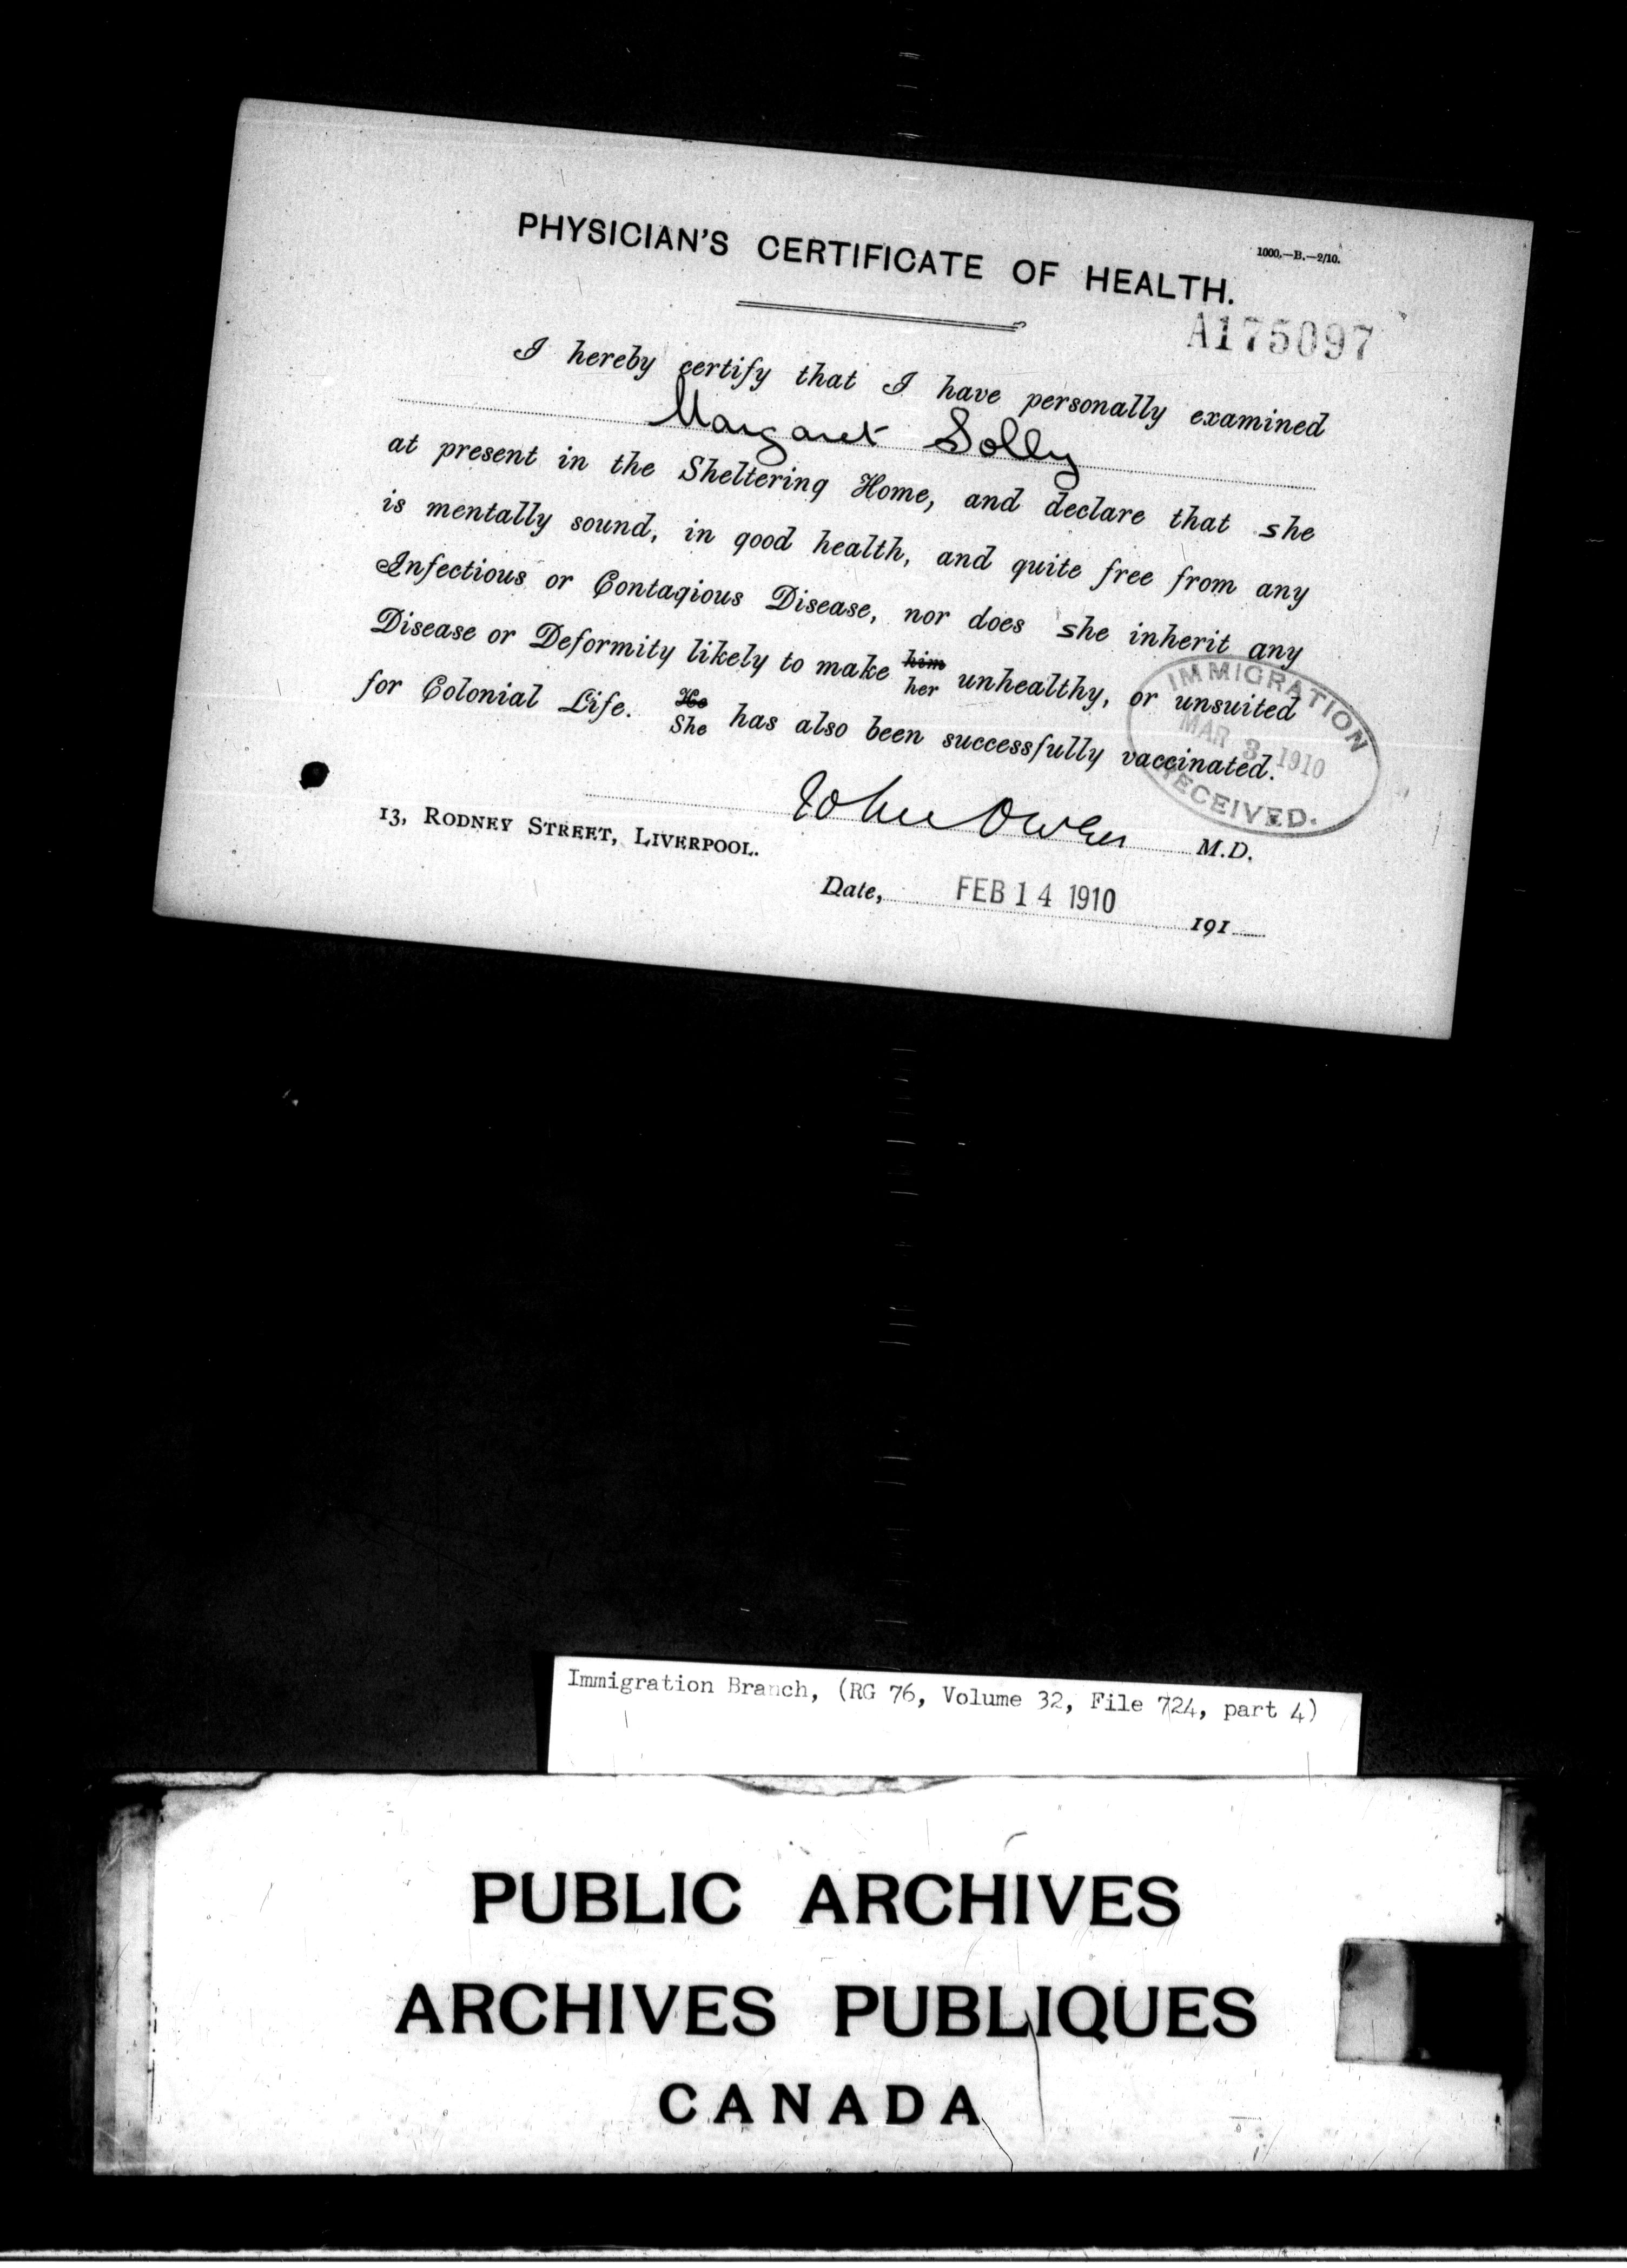 1000.—B.—2/10.
PHYSICIAN'S CERTIFICATE OF HEALTH.
A175097
I hereby certify that I have personally examined
Margaret Solly
at present in the Sheltering Home, and declare that she
is mentally sound, in good health, and quite free from any
Infectious or Contagious Disease, nor does she inherit any
Disease or Deformity likely to make him her unhealthy, or unsuited
for Colonial Life. He She has also been successfully vaccinated.
IMMIGRATION
MAR 3 1910
RECEIVED.
John Owen M.D.
13, RODNEY STREET, LIVERPOOL.
Date, FEB 14 1910 191
Immigration Branch, (RG 76, Volume 32, File 724, part 4)
PUBLIC ARCHIVES
ARCHIVES PUBLIQUES
CANADA